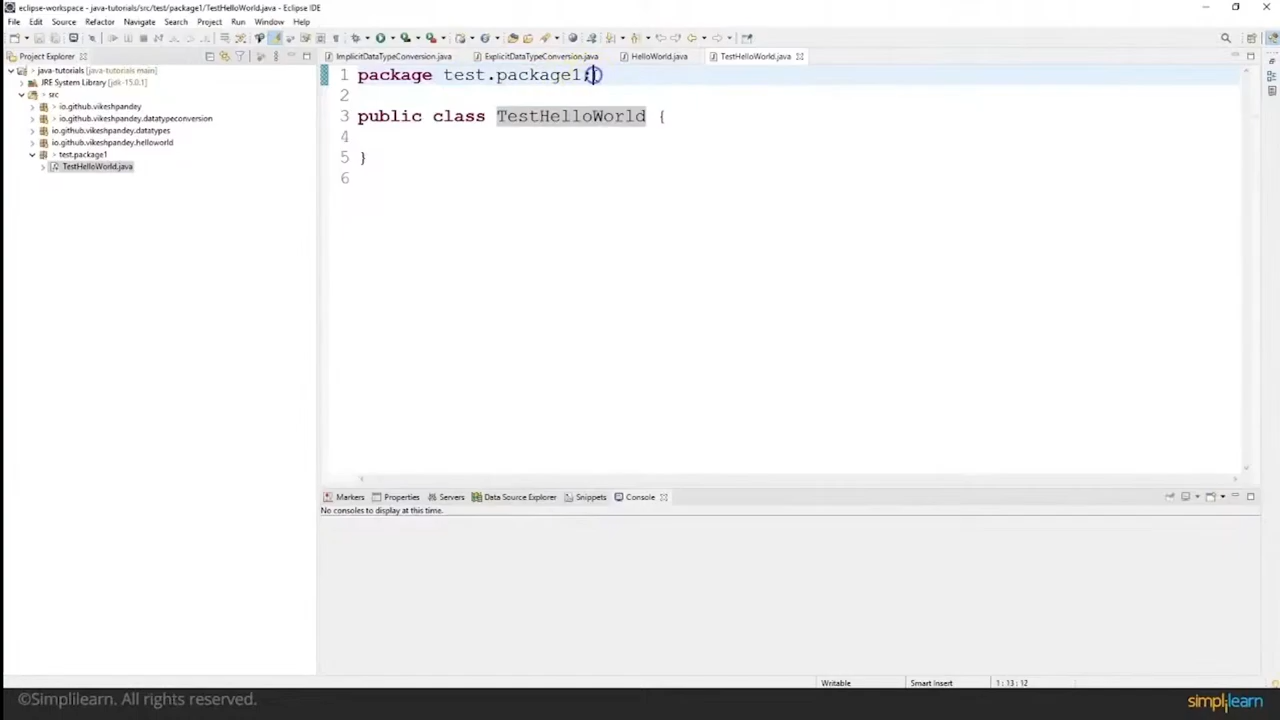 eclipse-workspace - java-tutorials/src/test/package1/TestHelloWorld.java - Eclipse IDE
File Edit Source Refactor Navigate Search Project Run Window Help
Project Explorer
ImplicitDataTypeConversion.java ExplicitDataTypeConversion.java HelloWorld.java TestHelloWorld.java
java-tutorials [java-tutorials main]
JRE System Library [jdk-15.0.1]
src
io.github.vikeshpandey
io.github.vikeshpandey.datatypeconversion
io.github.vikeshpandey.datatypes
io.github.vikeshpandey.helloworld
test.package1
TestHelloWorld.java
1 package test.package1;
2
3 public class TestHelloWorld {
4
5 }
6
Markers Properties Servers Data Source Explorer Snippets Console
No consoles to display at this time.
Writable Smart Insert 1 : 13 : 12
©Simplilearn. All rights reserved.
simplilearn